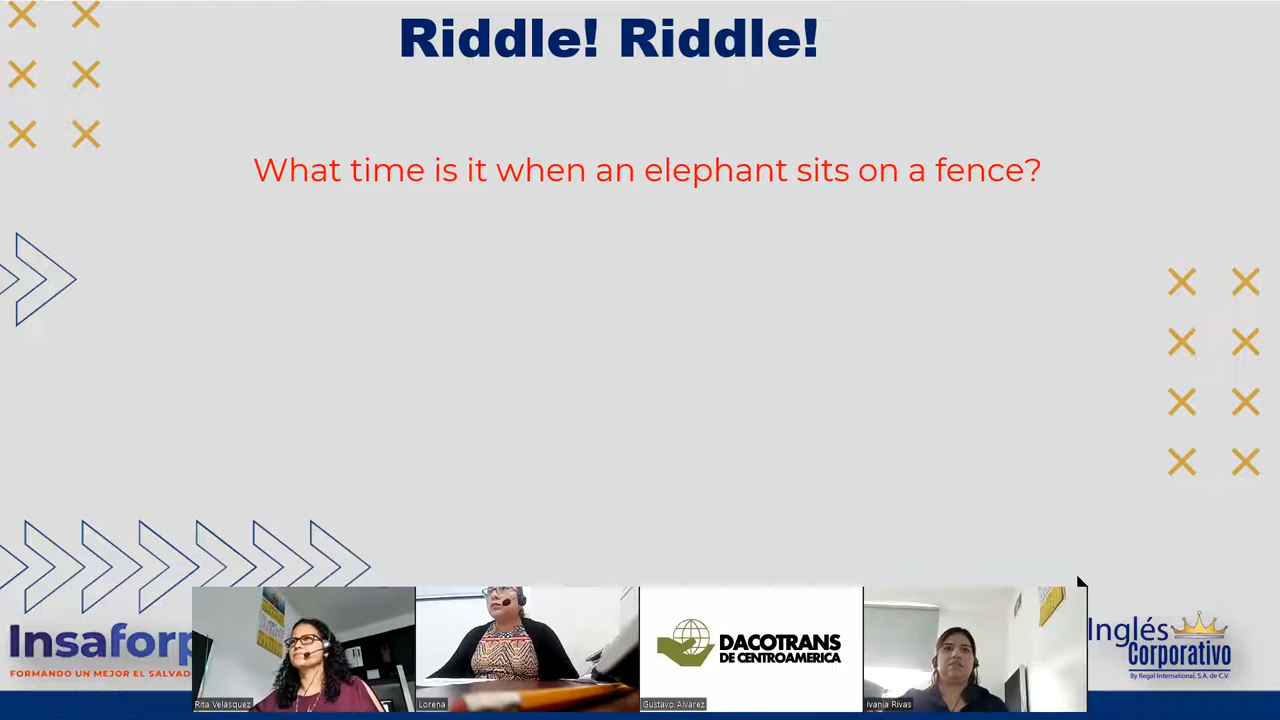 Riddle! Riddle!
What time is it when an elephant sits on a fence?
Insaforp
FORMANDO UN MEJOR EL SALVAD
DACOTRANS
DE CENTROAMERICA
Inglés
Corporativo
By Regal International, S.A. de C.V.
Rita Velasquez
Lorena
Gustavo Alvarez
Ivania Rivas